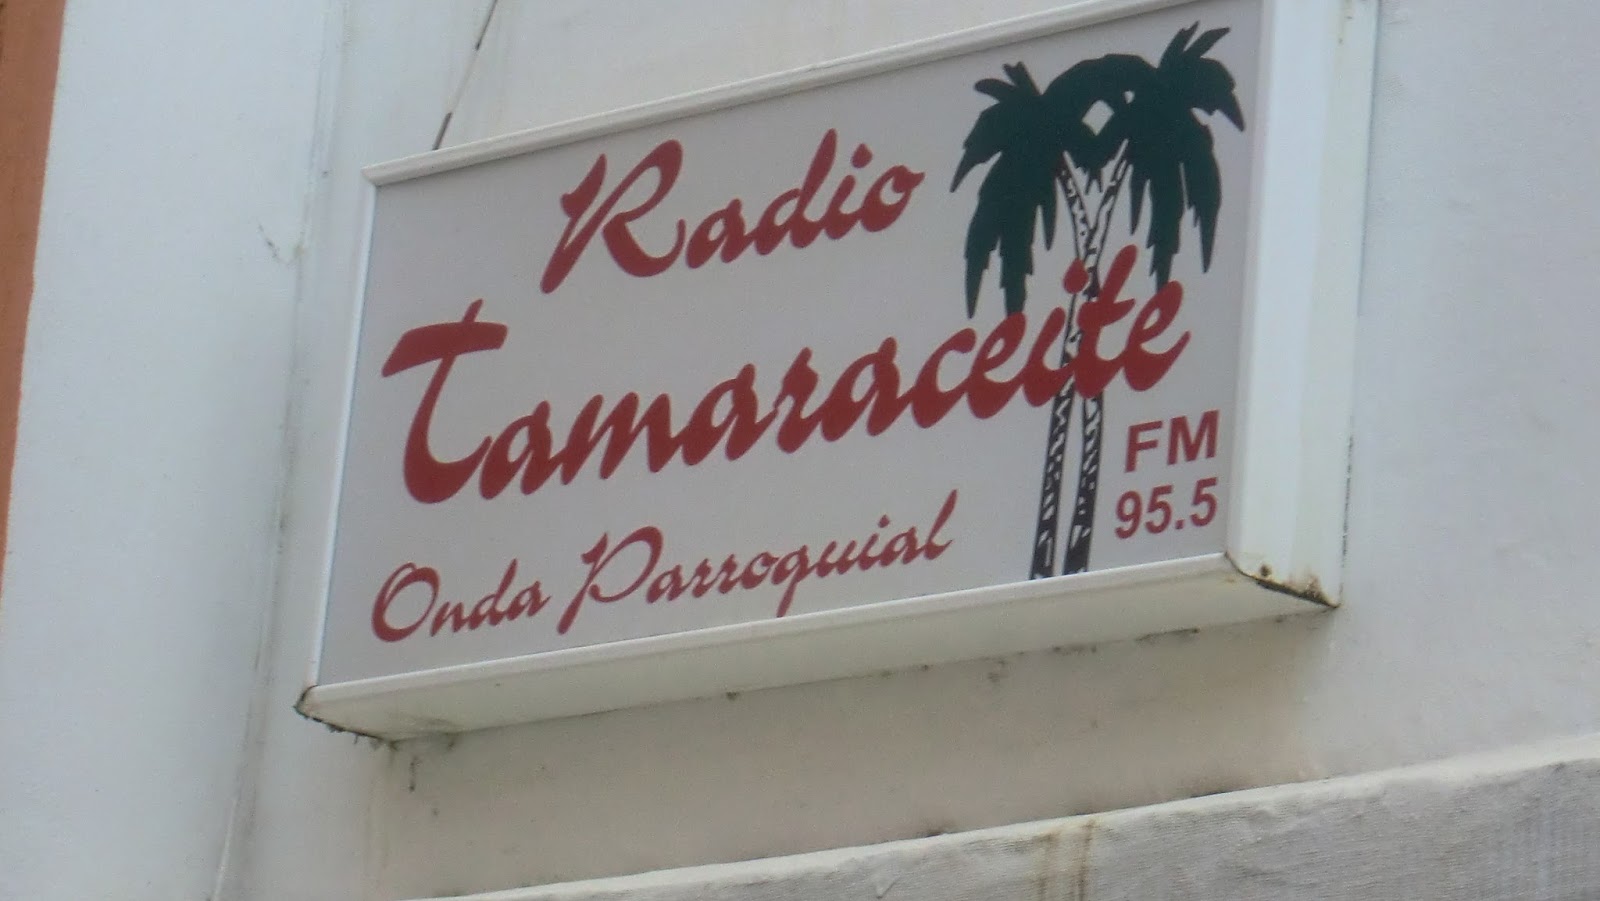 Radio
Tamaraceite
FM
95.5
Onda Parroquial